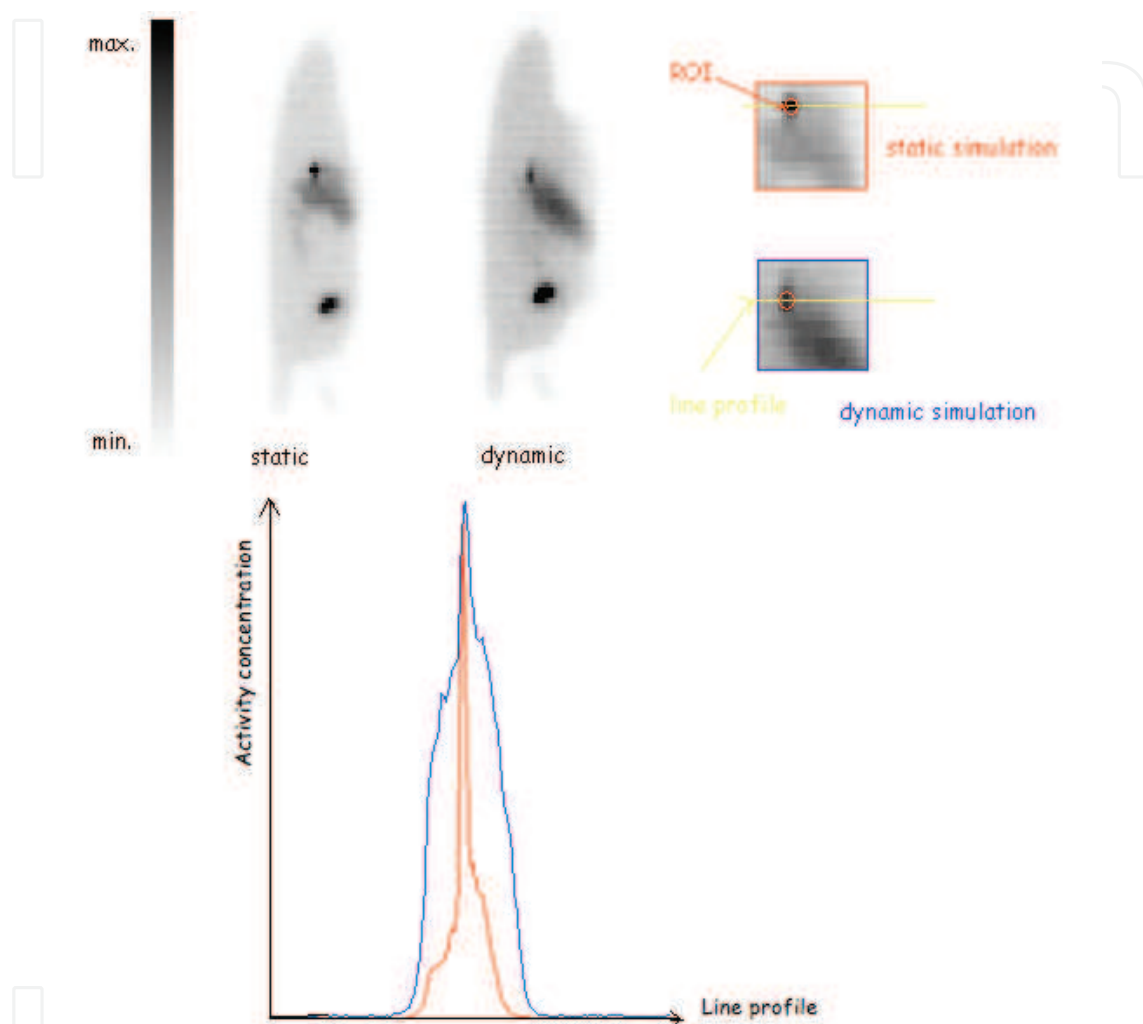 max.
ROI
static simulation
line profile
dynamic simulation
min.
static
dynamic
Activity concentration
Line profile